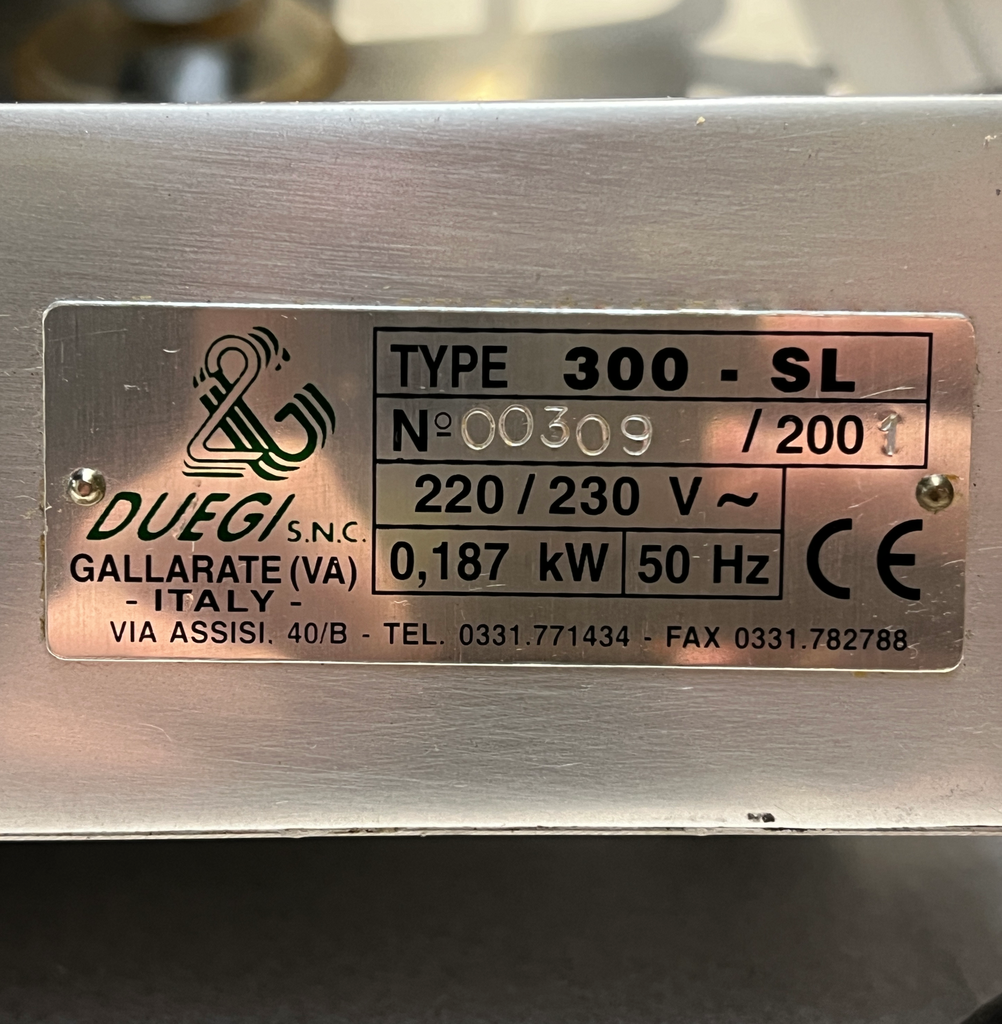 DUEGI S.N.C.
GALLARATE (VA)
- ITALY -
TYPE 300 - SL
Nº 00309 / 2001
220 / 230 V ~
0,187 kW 50 Hz
CE
VIA ASSISI. 40/B - TEL. 0331.771434 - FAX 0331.782788